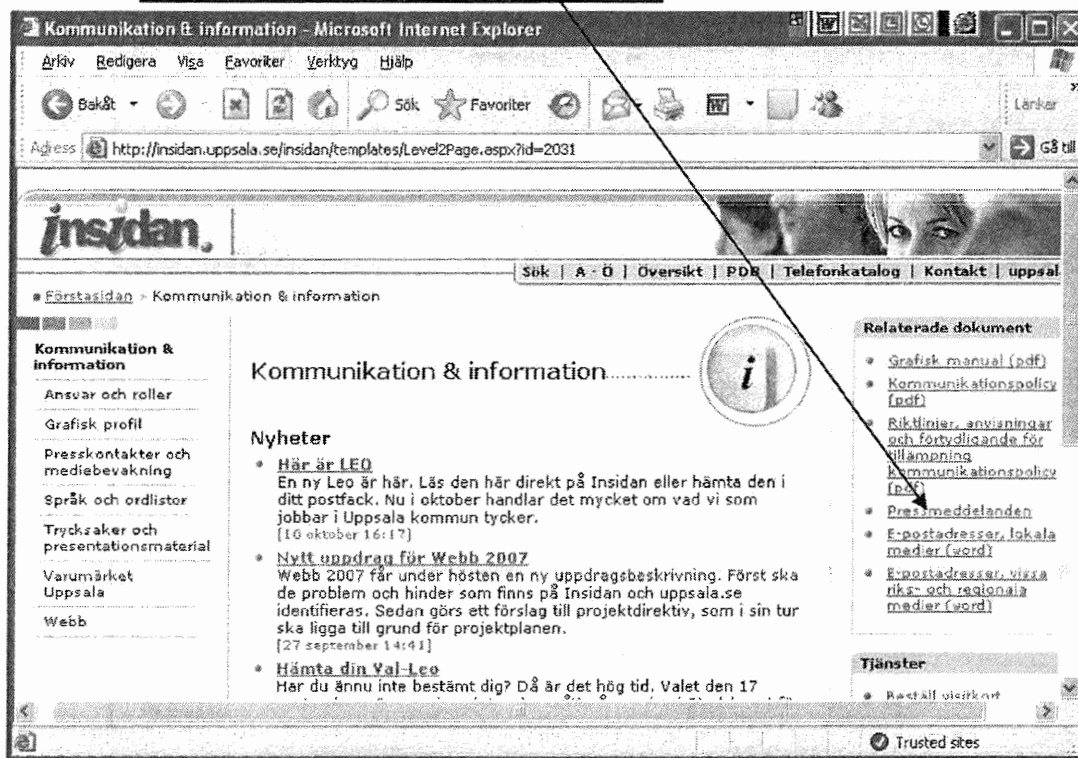 Kommunikation & information - Microsoft Internet Explorer
Arkiv Redigera Visa Favoriter Verktyg Hjälp
Bakåt Sök Favoriter Länkar
Adress http://insidan.uppsala.se/insidan/templates/Level2Page.aspx?id=2031 Gå till
insidan.
Sök | A - Ö | Översikt | PDB | Telefonkatalog | Kontakt | uppsal
Förstasidan > Kommunikation & information
Kommunikation &
information
Ansvar och roller
Grafisk profil
Presskontakter och
mediebevakning
Språk och ordlistor
Trycksaker och
presentationsmaterial
Varumärket
Uppsala
Webb
Kommunikation & information
i
Nyheter
Här är LEO
En ny Leo är här. Läs den här direkt på Insidan eller hämta den i
ditt postfack. Nu i oktober handlar det mycket om vad vi som
jobbar i Uppsala kommun tycker.
[10 oktober 16:17]
Nytt uppdrag för Webb 2007
Webb 2007 får under hösten en ny uppdragsbeskrivning. Först ska
de problem och hinder som finns på Insidan och uppsala.se
identifieras. Sedan görs ett förslag till projektdirektiv, som i sin tur
ska ligga till grund för projektplanen.
[27 september 14:41]
Hämta din Val-Leo
Har du ännu inte bestämt dig? Då är det hög tid. Valet den 17
Relaterade dokument
Grafisk manual (pdf)
Kommunikationspolicy
(pdf)
Riktlinjer, anvisningar
och förtydligande för
tillämpning
kommunikationspolicy
(pdf)
Pressmeddelanden
E-postadresser, lokala
medier (word)
E-postadresser, vissa
riks- och regionala
medier (word)
Tjänster
Beställ visitkort
Trusted sites